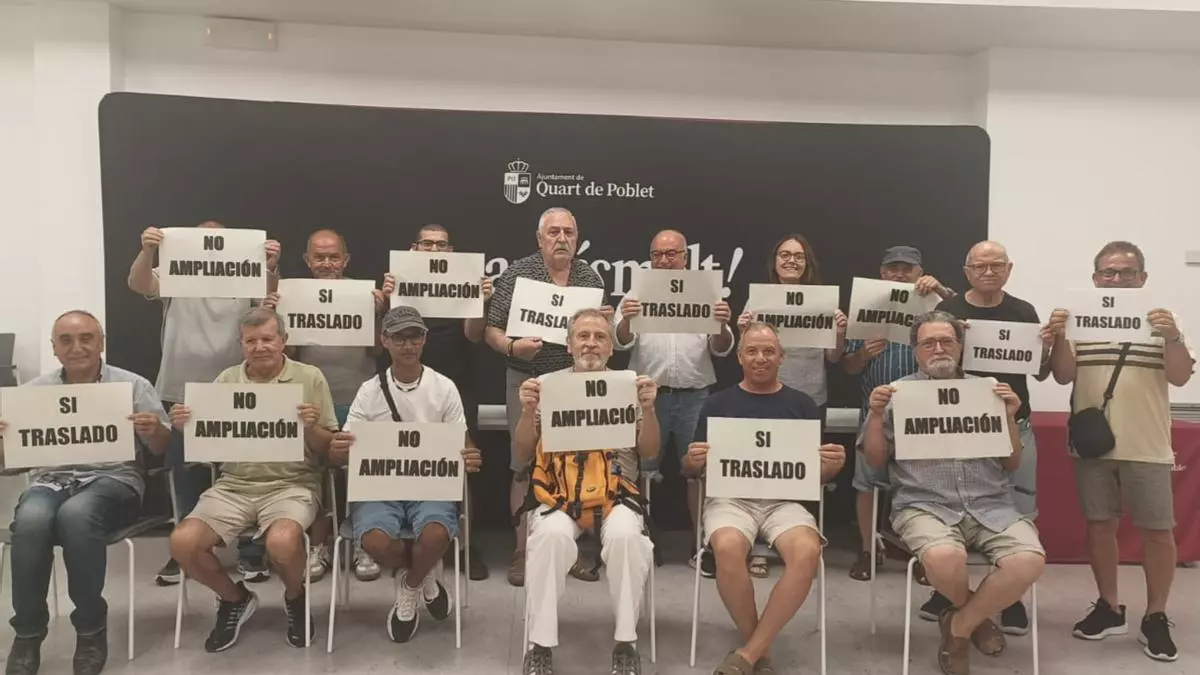 Ajuntament de
Quart de Poblet
NO
AMPLIACIÓN
SI
TRASLADO
NO
AMPLIACIÓN
SI
TRASLADO
SI
TRASLADO
NO
AMPLIACIÓN
NO
AMPLIACIÓN
SI
TRASLADO
SI
TRASLADO
SI
TRASLADO
NO
AMPLIACIÓN
NO
AMPLIACIÓN
NO
AMPLIACIÓN
SI
TRASLADO
NO
AMPLIACIÓN